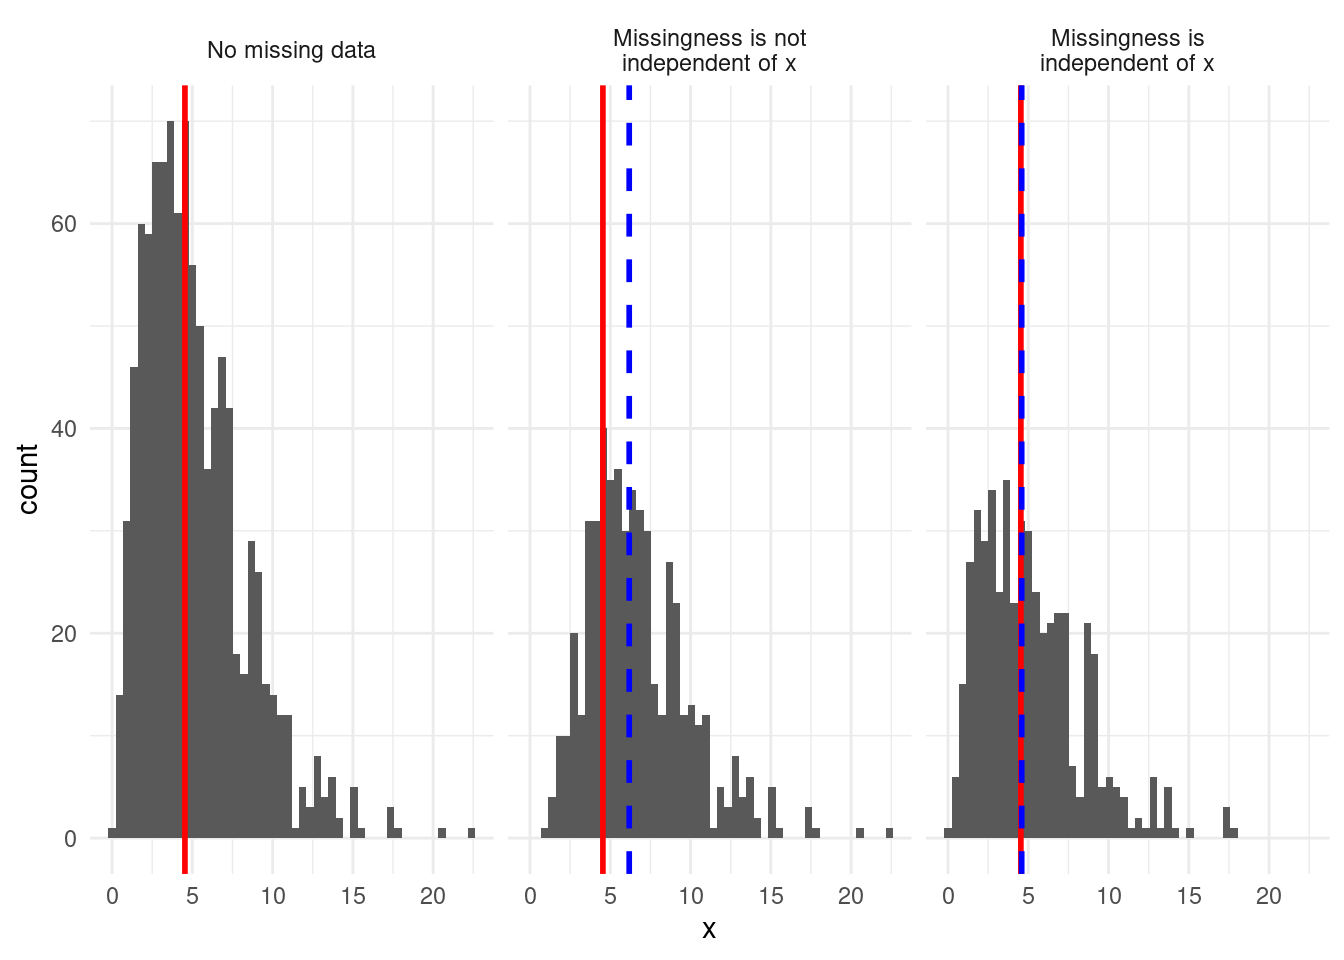 No missing data
Missingness is not
independent of x
Missingness is
independent of x
count
60
40
20
0
0 5 10 15 20
0 5 10 15 20
0 5 10 15 20
x